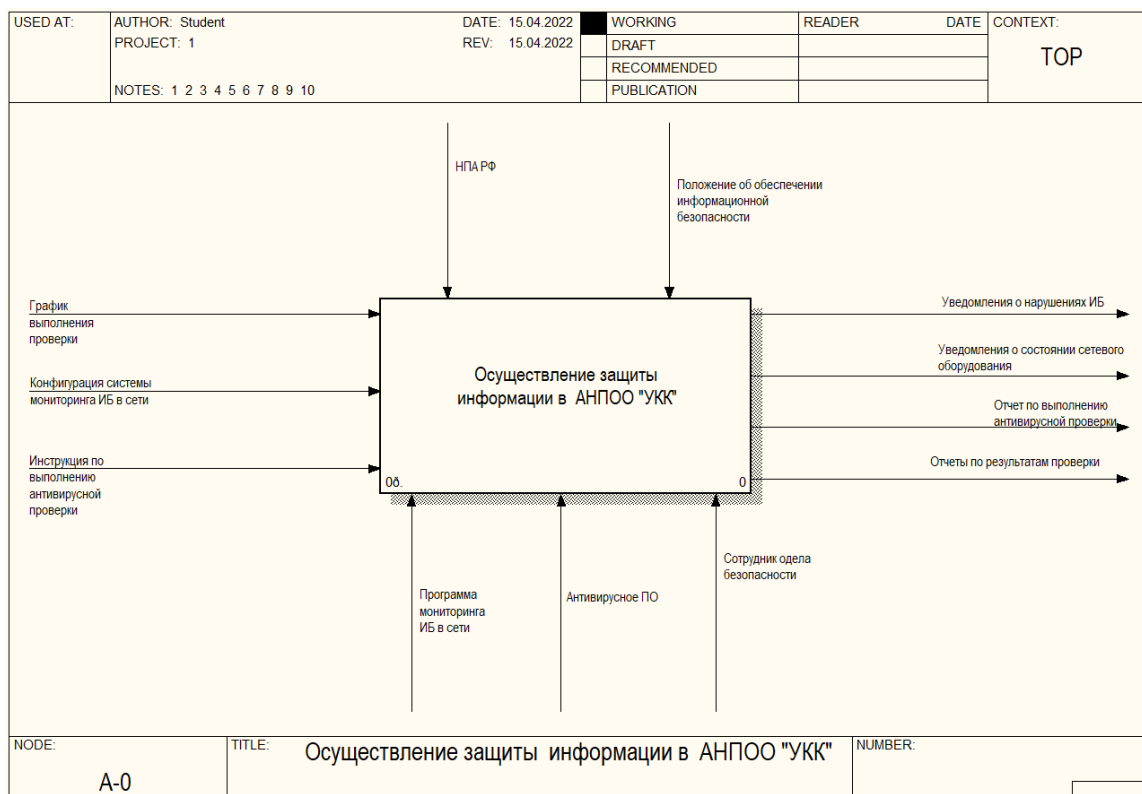 USED AT:
AUTHOR: Student
DATE: 15.04.2022
PROJECT: 1
REV: 15.04.2022
NOTES: 1 2 3 4 5 6 7 8 9 10
WORKING
DRAFT
RECOMMENDED
PUBLICATION
READER
DATE
CONTEXT:
TOP
НПА РФ
Положение об обеспечении
информационной
безопасности
График
выполнения
проверки
Конфигурация системы
мониторинга ИБ в сети
Инструкция по
выполнению
антивирусной
проверки
Осуществление защиты
информации в АНПОО "УКК"
0ð.
0
Уведомления о нарушениях ИБ
Уведомления о состоянии сетевого
оборудования
Отчет по выполнению
антивирусной проверки
Отчеты по результатам проверки
Программа
мониторинга
ИБ в сети
Антивирусное ПО
Сотрудник одела
безопасности
NODE:
A-0
TITLE:
Осуществление защиты информации в АНПОО "УКК"
NUMBER: